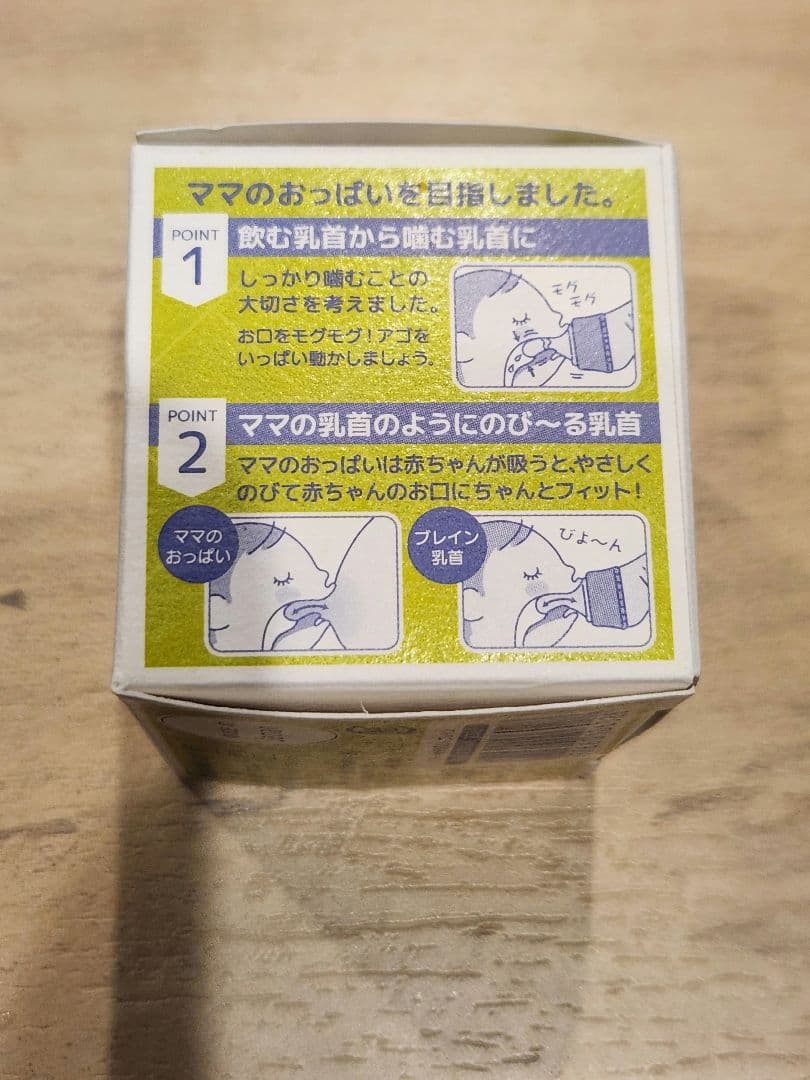 ママのおっぱいを目指しました。
POINT
1
飲む乳首から噛む乳首に
しっかり噛むことの
大切さを考えました。
お口をモグモグ!アゴを
いっぱい動かしましょう。
モグ
モグ
POINT
2
ママの乳首のようにのび〜る乳首
ママのおっぱいは赤ちゃんが吸うと、やさしく
のびて赤ちゃんのお口にちゃんとフィット!
ママの
おっぱい
ブレイン
乳首
びよ〜ん